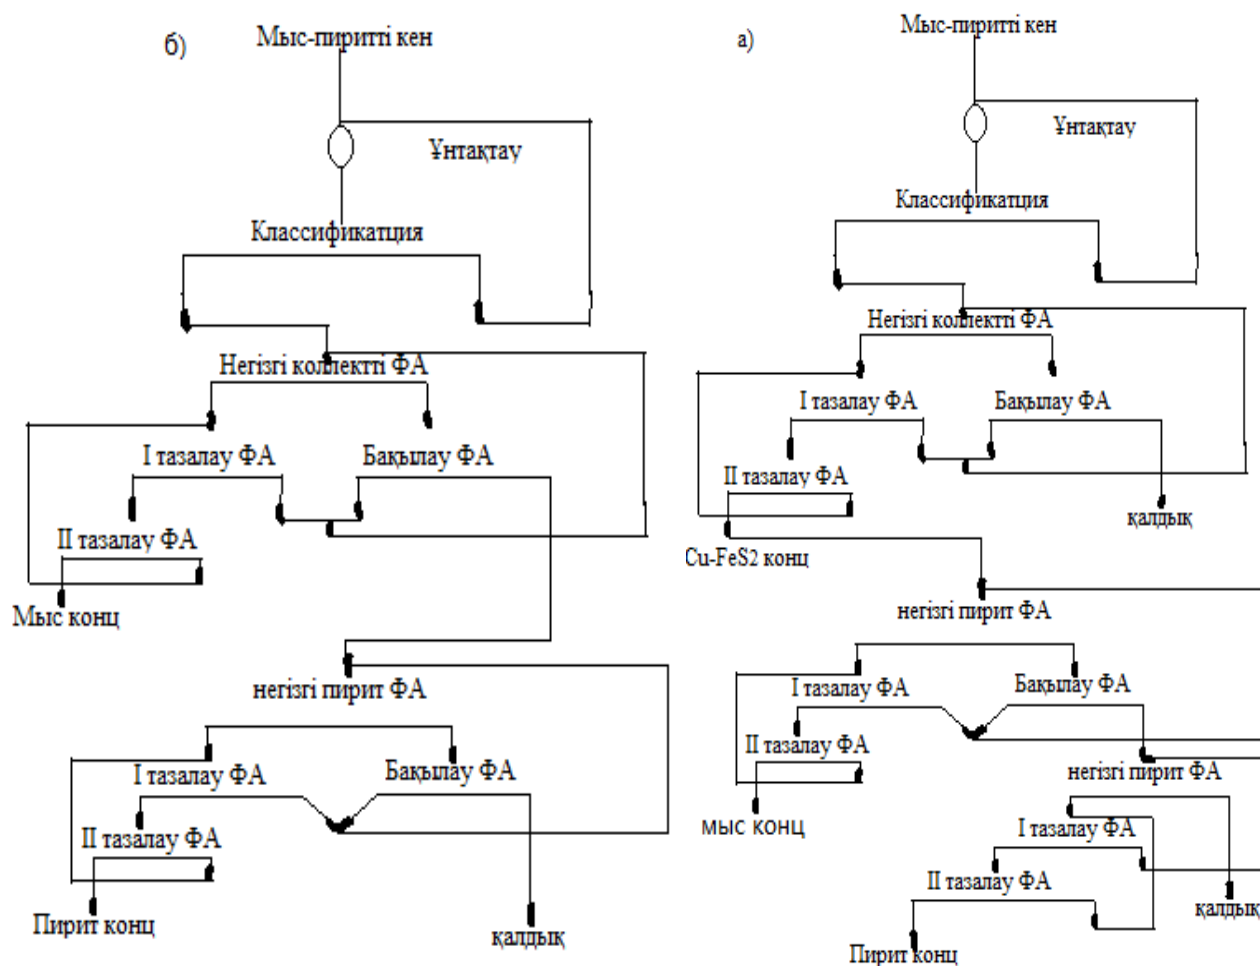 б)
Мыс-пиритті кен
Ұнтақтау
Классификатция
Негізгі коллектті ФА
І тазалау ФА
Бақылау ФА
ІІ тазалау ФА
Мыс конц
негізгі пирит ФА
І тазалау ФА
Бақылау ФА
ІІ тазалау ФА
Пирит конц
қалдық
а)
Мыс-пиритті кен
Ұнтақтау
Классификатция
Негізгі коллектті ФА
І тазалау ФА
Бақылау ФА
ІІ тазалау ФА
қалдық
Cu-FeS2 конц
негізгі пирит ФА
І тазалау ФА
Бақылау ФА
ІІ тазалау ФА
негізгі пирит ФА
мыс конц
І тазалау ФА
ІІ тазалау ФА
қалдық
Пирит конц